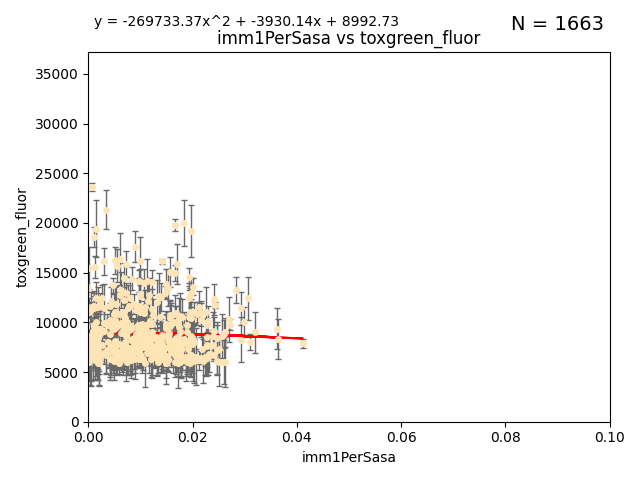 y = -269733.37x^2 + -3930.14x + 8992.73
N = 1663
imm1PerSasa vs toxgreen_fluor
35000
30000
25000
20000
15000
10000
5000
0
toxgreen_fluor
0.00 0.02 0.04 0.06 0.08 0.10
imm1PerSasa